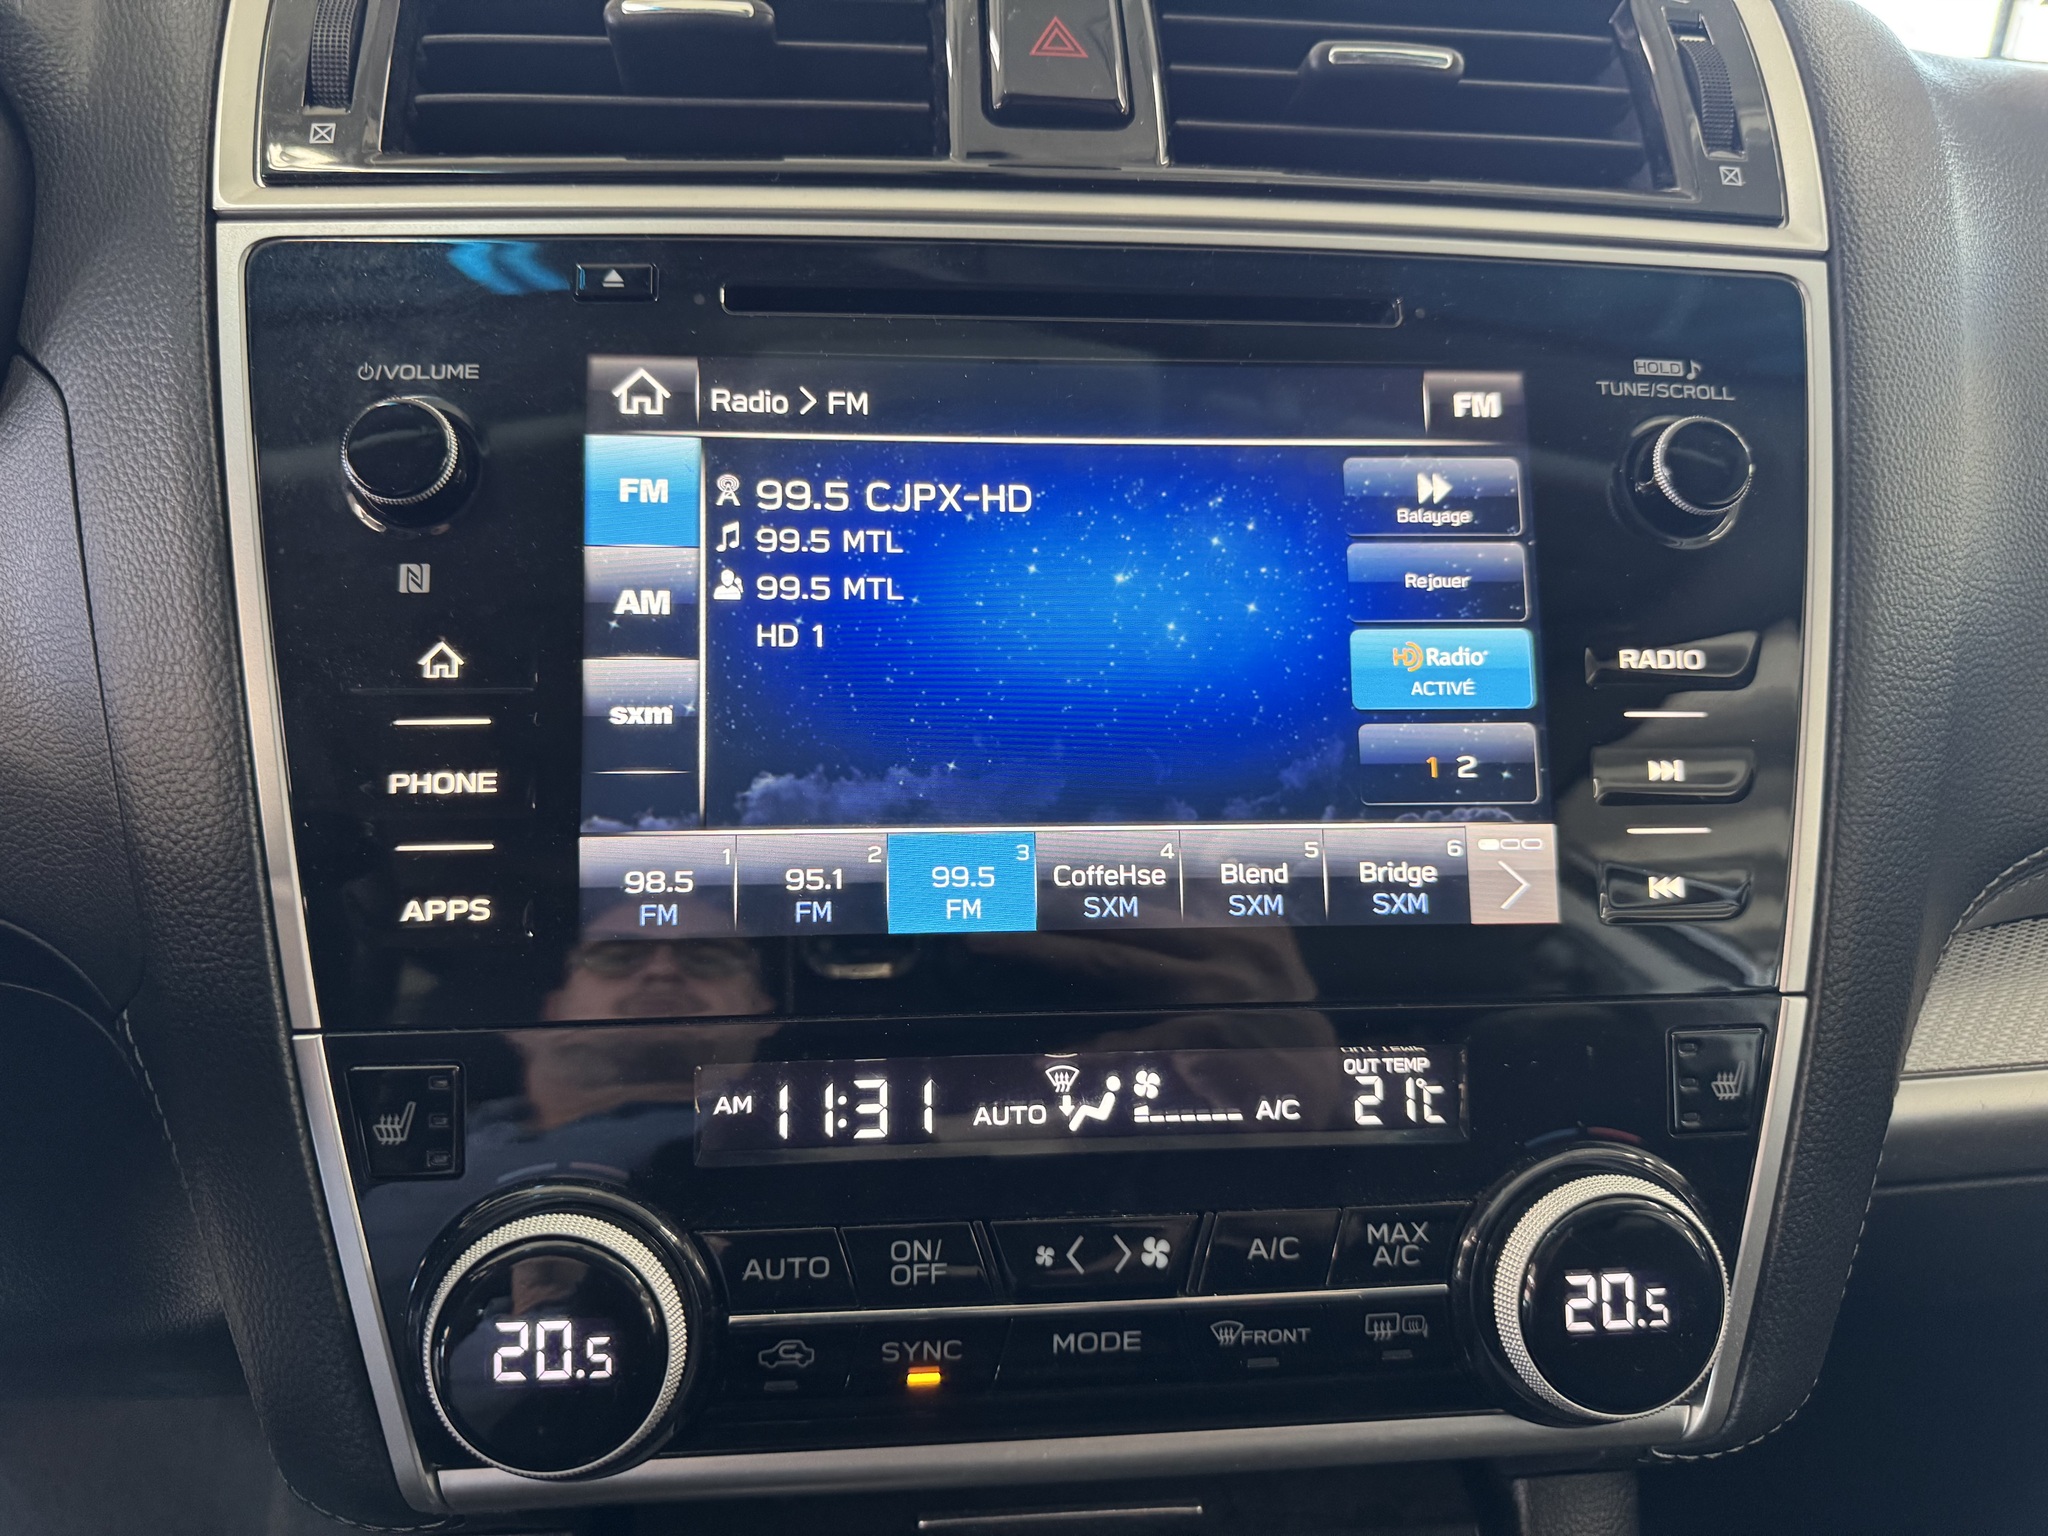 ⏻/VOLUME
HOLD ♪
TUNE/SCROLL
Radio > FM
FM
FM
AM
sxm
99.5 CJPX-HD
99.5 MTL
99.5 MTL
HD 1
Balayage
Rejouer
HD Radio
ACTIVÉ
1 2
1
98.5
FM
2
95.1
FM
3
99.5
FM
4
CoffeHse
SXM
5
Blend
SXM
6
Bridge
SXM
PHONE
APPS
RADIO
AM 11:31 AUTO A/C
OUT TEMP
21°C
AUTO
ON/
OFF
A/C
MAX
A/C
20.5
SYNC
MODE
FRONT
20.5